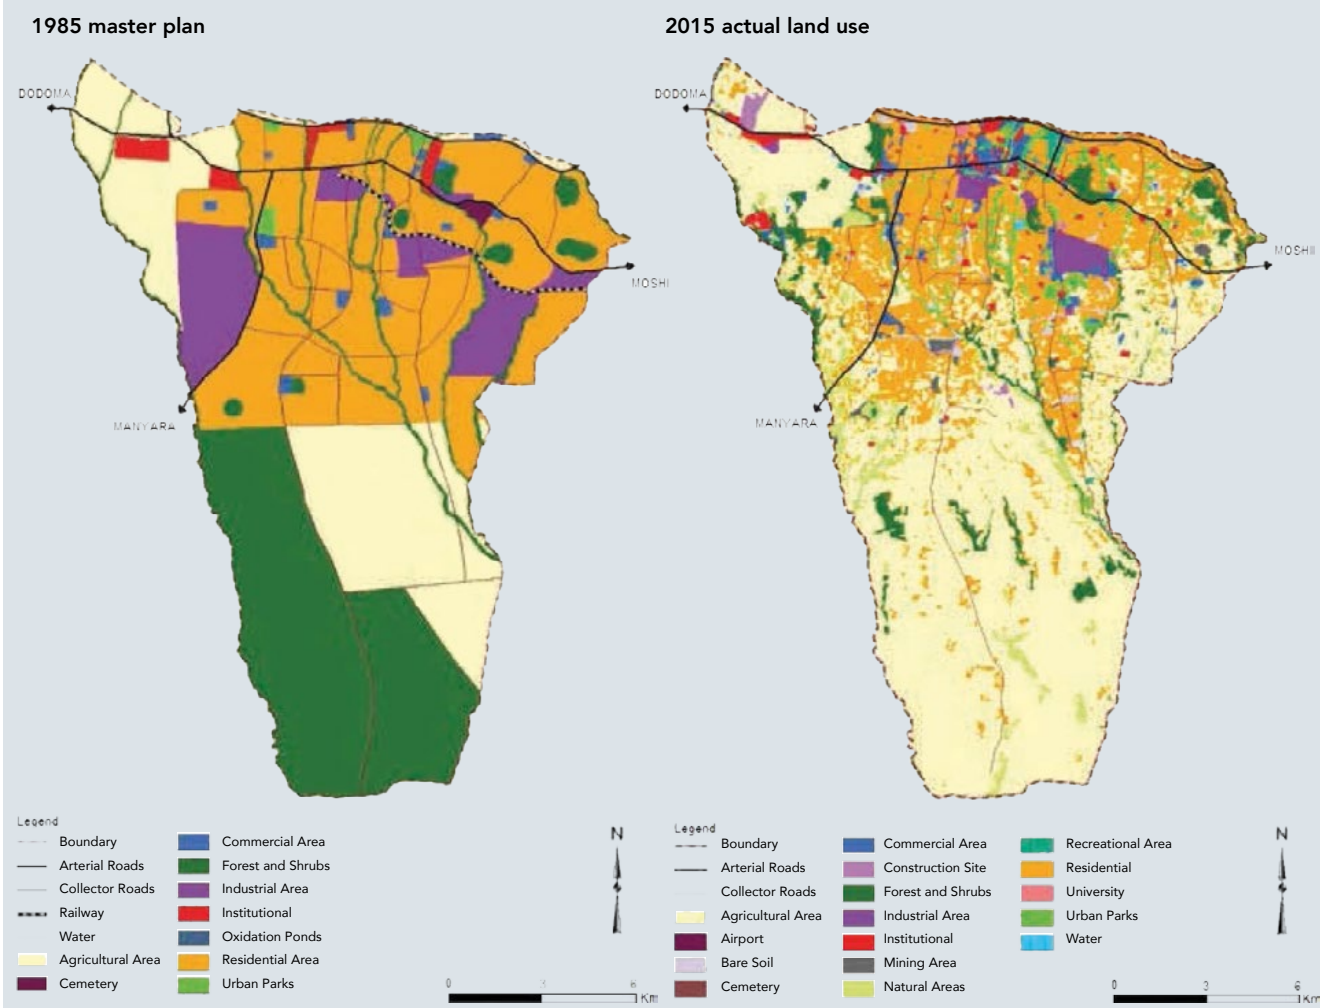 1985 master plan
2015 actual land use
DODOMA
MOSHI
MANYARA
DODOMA
MOSHI
MANYARA
Legend
Boundary
Arterial Roads
Collector Roads
Railway
Water
Agricultural Area
Cemetery
Commercial Area
Forest and Shrubs
Industrial Area
Institutional
Oxidation Ponds
Residential Area
Urban Parks
N
0 3 6
Km
Legend
Boundary
Arterial Roads
Collector Roads
Agricultural Area
Airport
Bare Soil
Cemetery
Commercial Area
Construction Site
Forest and Shrubs
Industrial Area
Institutional
Mining Area
Natural Areas
Recreational Area
Residential
University
Urban Parks
Water
N
0 3 6
Km